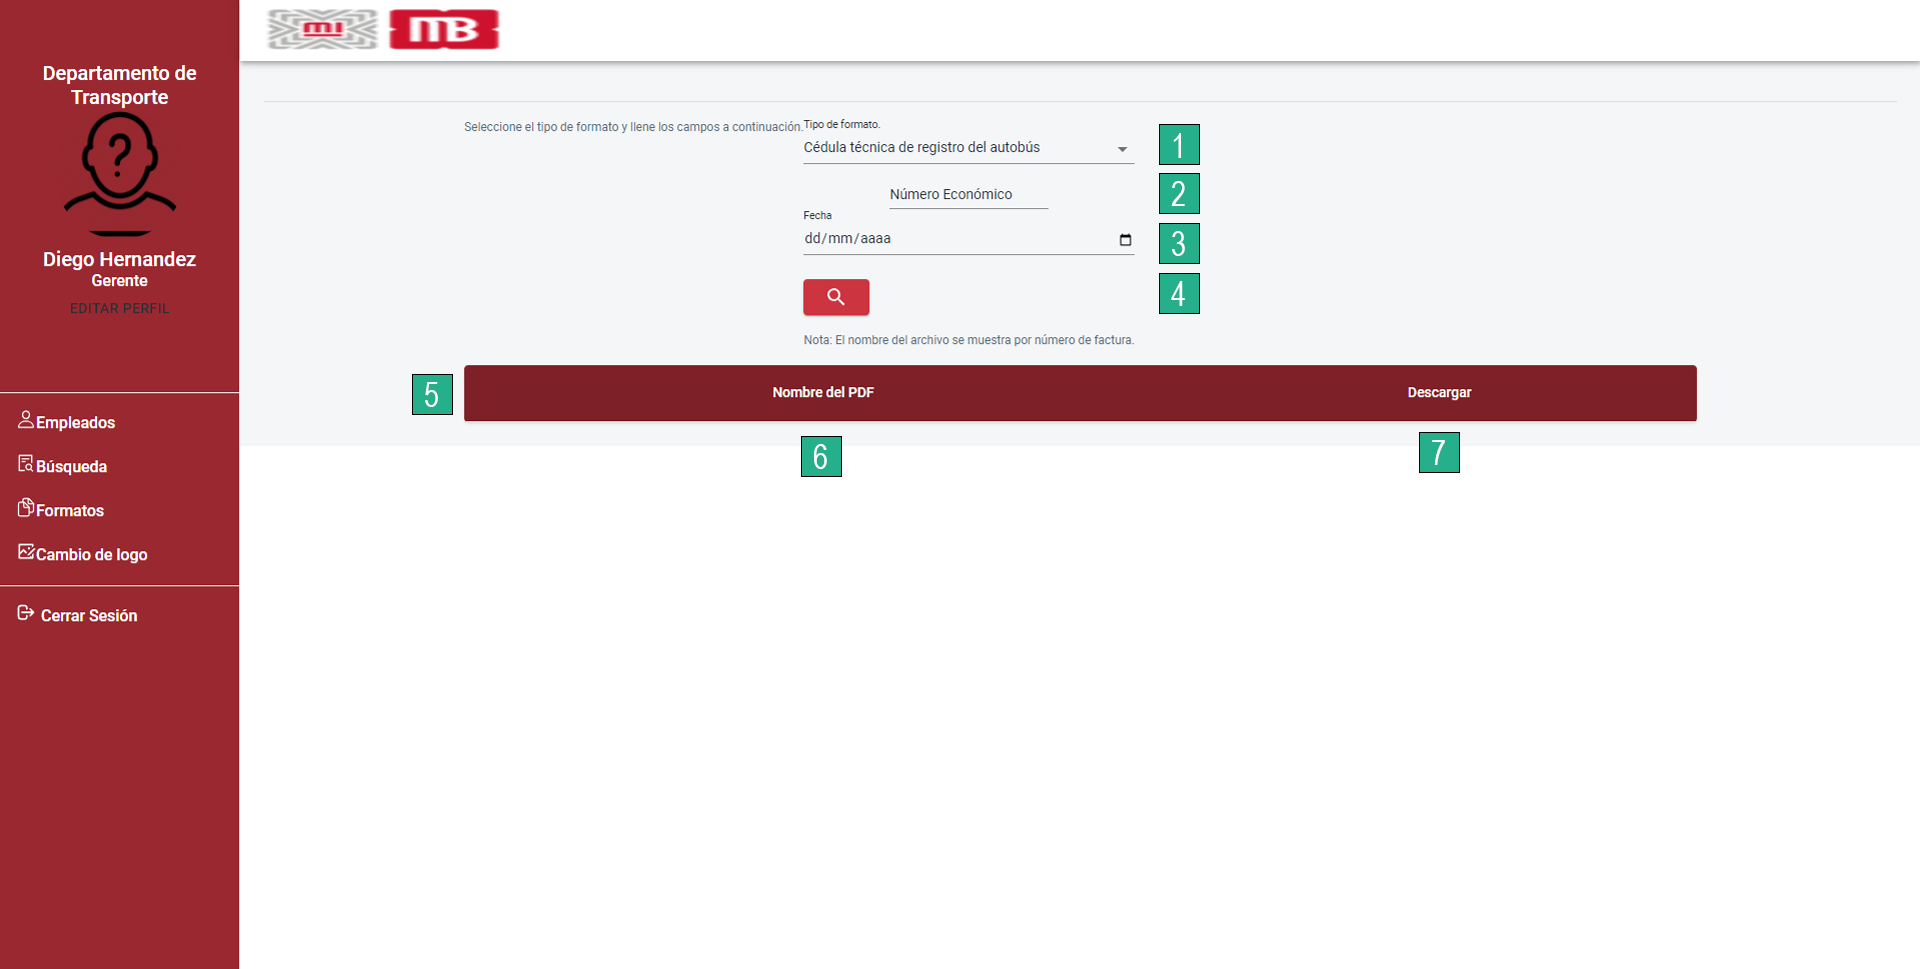 MI MB
Departamento de
Transporte
?
Diego Hernandez
Gerente
EDITAR PERFIL
Empleados
Búsqueda
Formatos
Cambio de logo
Cerrar Sesión
Seleccione el tipo de formato y llene los campos a continuación.
Tipo de formato.
Cédula técnica de registro del autobús
1
Número Económico
2
Fecha
dd/mm/aaaa
3
4
Nota: El nombre del archivo se muestra por número de factura.
5
Nombre del PDF
Descargar
6
7